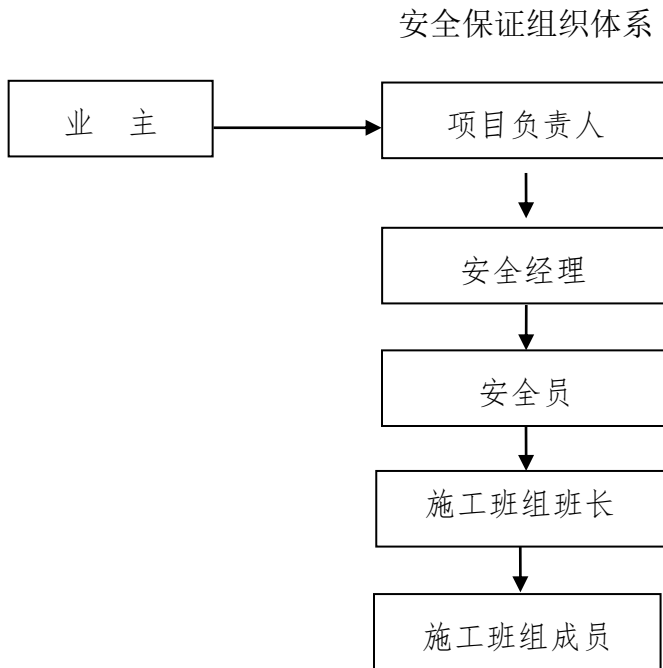 安全保证组织体系
业 主
项目负责人
安全经理
安全员
施工班组班长
施工班组成员